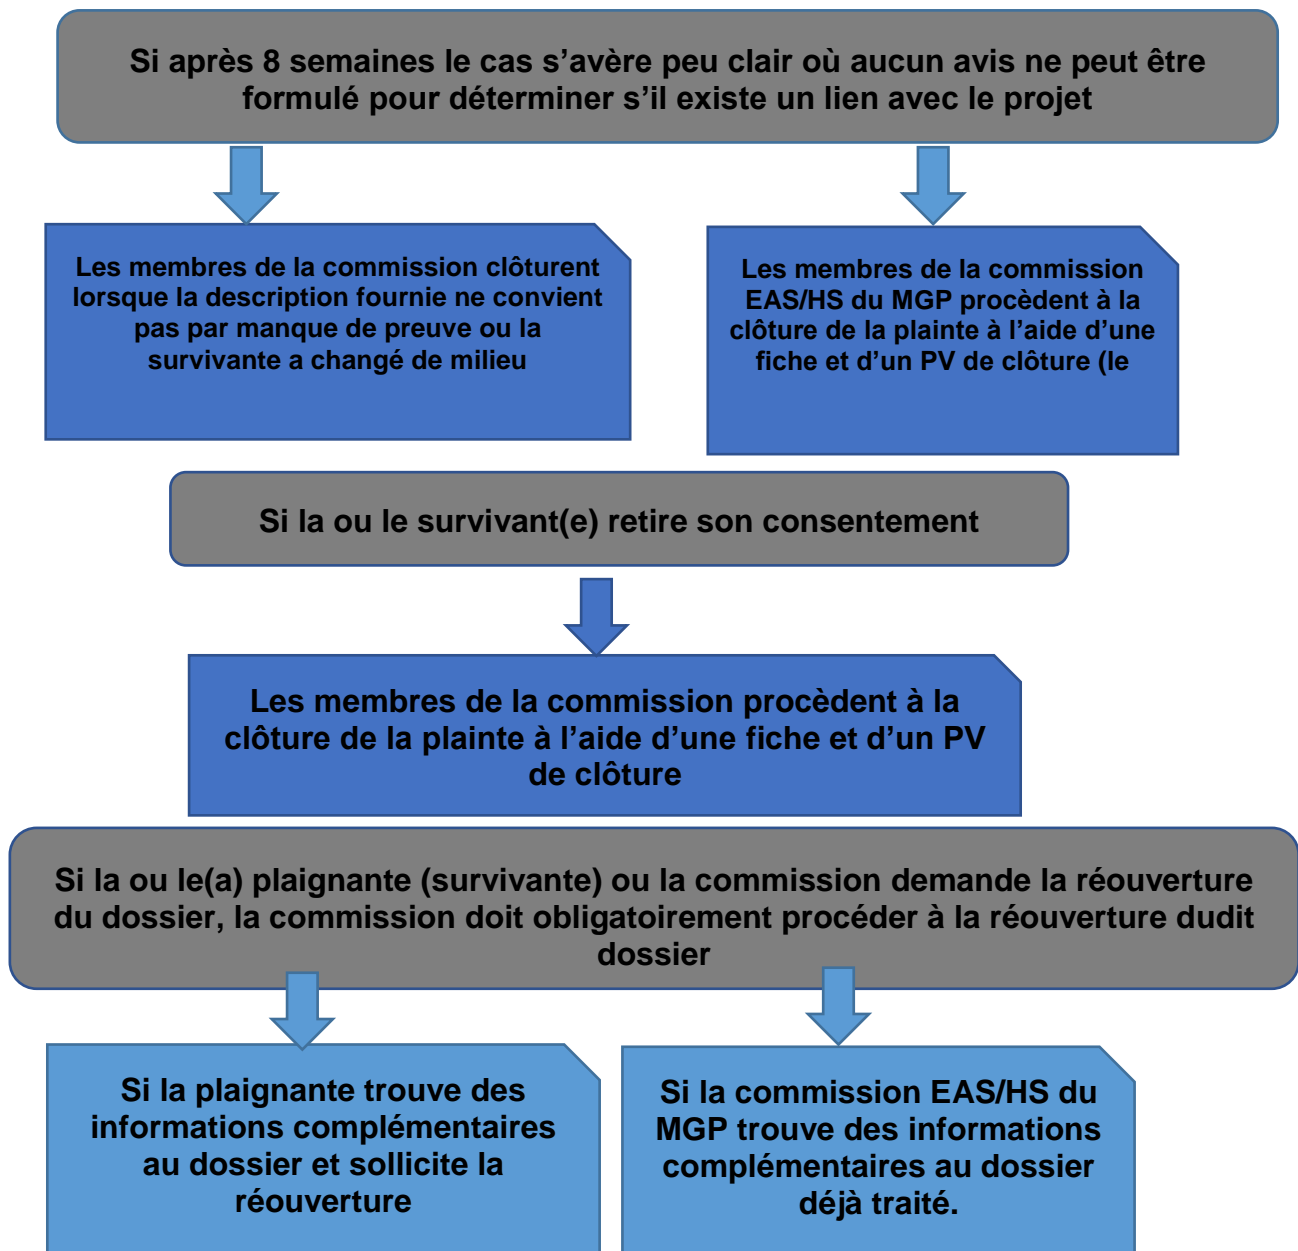 Si après 8 semaines le cas s’avère peu clair où aucun avis ne peut être
formulé pour déterminer s’il existe un lien avec le projet
Les membres de la commission clôturent
lorsque la description fournie ne convient
pas par manque de preuve ou la
survivante a changé de milieu
Les membres de la commission
EAS/HS du MGP procèdent à la
clôture de la plainte à l’aide d’une
fiche et d’un PV de clôture (le
Si la ou le survivant(e) retire son consentement
Les membres de la commission procèdent à la
clôture de la plainte à l’aide d’une fiche et d’un PV
de clôture
Si la ou le(a) plaignante (survivante) ou la commission demande la réouverture
du dossier, la commission doit obligatoirement procéder à la réouverture dudit
dossier
Si la plaignante trouve des
informations complémentaires
au dossier et sollicite la
réouverture
Si la commission EAS/HS du
MGP trouve des informations
complémentaires au dossier
déjà traité.